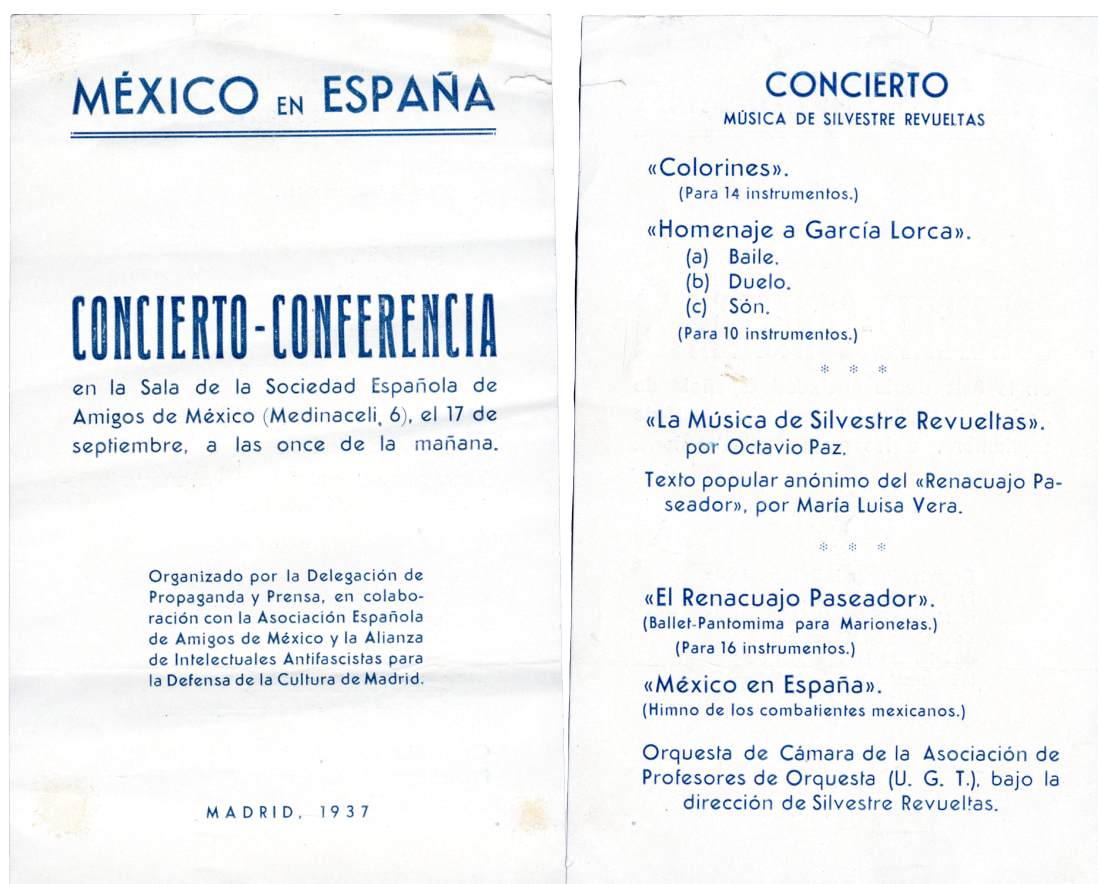 MÉXICO EN ESPAÑA
CONCIERTO-CONFERENCIA
en la Sala de la Sociedad Española de
Amigos de México (Medinaceli, 6), el 17 de
septiembre, a las once de la mañana.
Organizado por la Delegación de
Propaganda y Prensa, en colabo-
ración con la Asociación Española
de Amigos de México y la Alianza
de Intelectuales Antifascistas para
la Defensa de la Cultura de Madrid.
MADRID, 1937
CONCIERTO
MÚSICA DE SILVESTRE REVUELTAS
«Colorines».
(Para 14 instrumentos.)
«Homenaje a García Lorca».
(a) Baile.
(b) Duelo.
(c) Són.
(Para 10 instrumentos.)
* * *
«La Música de Silvestre Revueltas».
por Octavio Paz.
Texto popular anónimo del «Renacuajo Pa-
seador», por María Luisa Vera.
* * *
«El Renacuajo Paseador».
(Ballet-Pantomima para Marionetas.)
(Para 16 instrumentos.)
«México en España».
(Himno de los combatientes mexicanos.)
Orquesta de Cámara de la Asociación de
Profesores de Orquesta (U. G. T.), bajo la
dirección de Silvestre Revueltas.